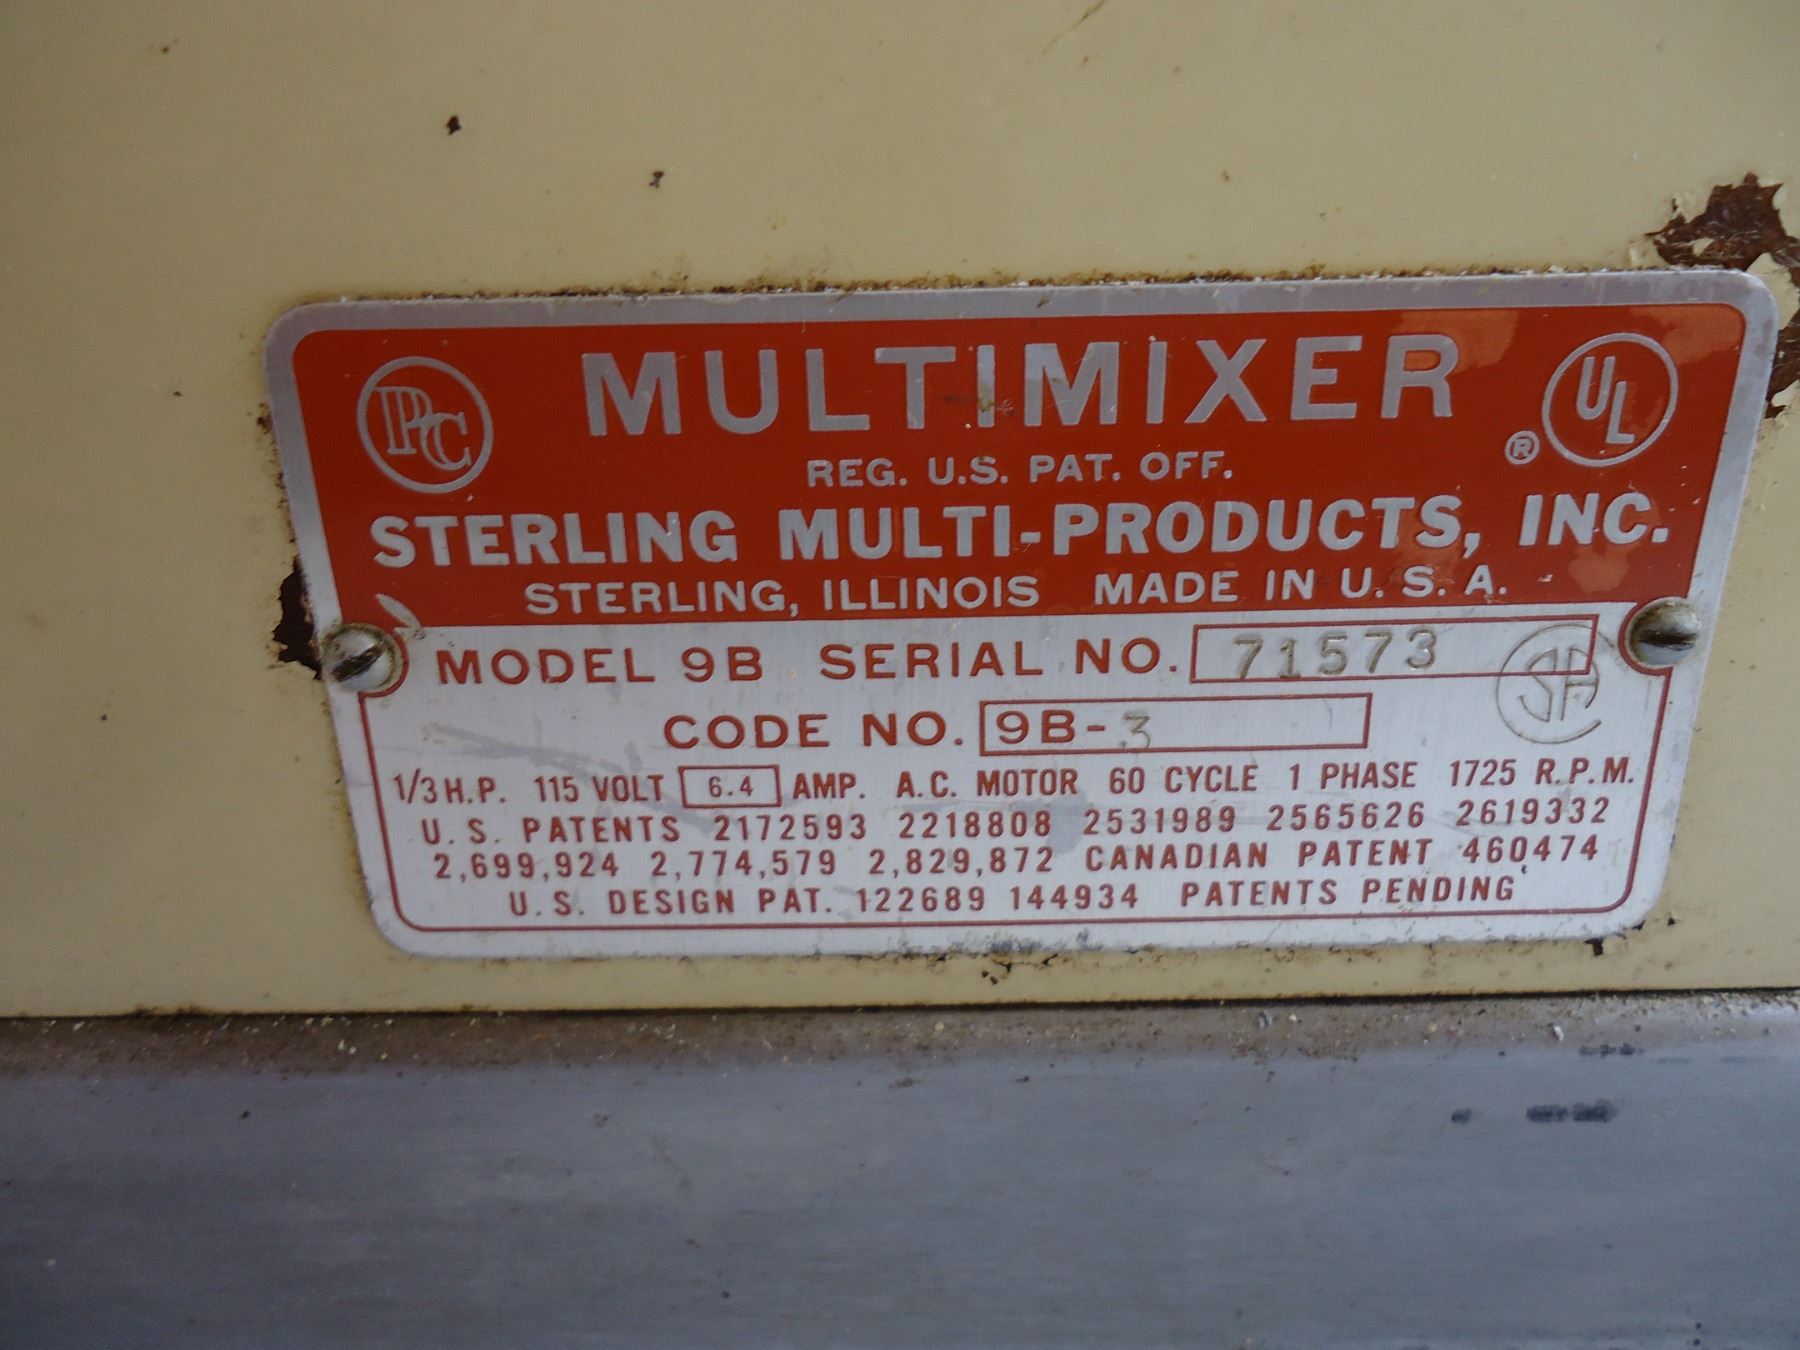 PRC MULTIMIXER UL
REG. U.S. PAT. OFF. ®
STERLING MULTI-PRODUCTS, INC.
STERLING, ILLINOIS MADE IN U.S.A.
MODEL 9B SERIAL NO. 71573
CODE NO. 9B-3 SA
1/3 H.P. 115 VOLT 6.4 AMP. A.C. MOTOR 60 CYCLE 1 PHASE 1725 R.P.M.
U.S. PATENTS 2172593 2218808 2531989 2565626 2619332
2,699,924 2,774,579 2,829,872 CANADIAN PATENT 460474
U.S. DESIGN PAT. 122689 144934 PATENTS PENDING